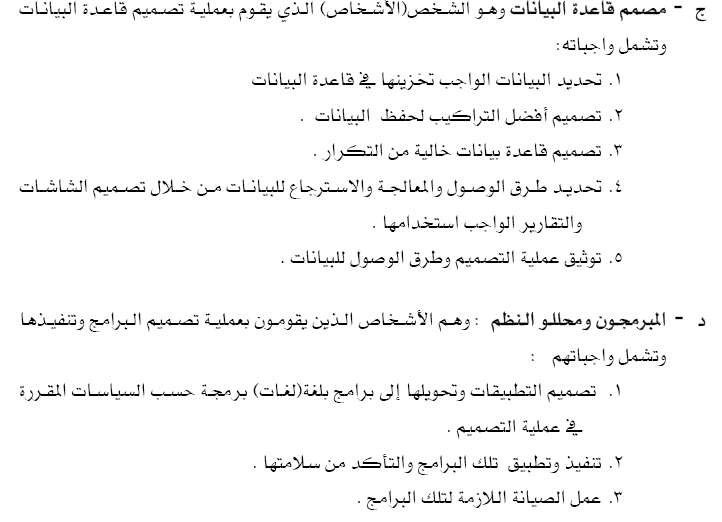 ج - مصمم قاعدة البيانات وهو الشخص(الأشخاص) الذي يقوم بعملية تصميم قاعدة البيانات
وتشمل واجباته:
١. تحديد البيانات الواجب تخزينها في قاعدة البيانات
٢. تصميم أفضل التراكيب لحفظ البيانات .
٣. تصميم قاعدة بيانات خالية من التكرار .
٤. تحديد طرق الوصول والمعالجة والاسترجاع للبيانات من خلال تصميم الشاشات
والتقارير الواجب استخدامها .
٥. توثيق عملية التصميم وطرق الوصول للبيانات .
د - المبرمجون ومحللو النظم : وهم الأشخاص الذين يقومون بعملية تصميم البرامج وتنفيذها
وتشمل واجباتهم :
١. تصميم التطبيقات وتحويلها إلى برامج بلغة(لغات) برمجة حسب السياسات المقررة
في عملية التصميم .
٢. تنفيذ وتطبيق تلك البرامج والتأكد من سلامتها .
٣. عمل الصيانة اللازمة لتلك البرامج .